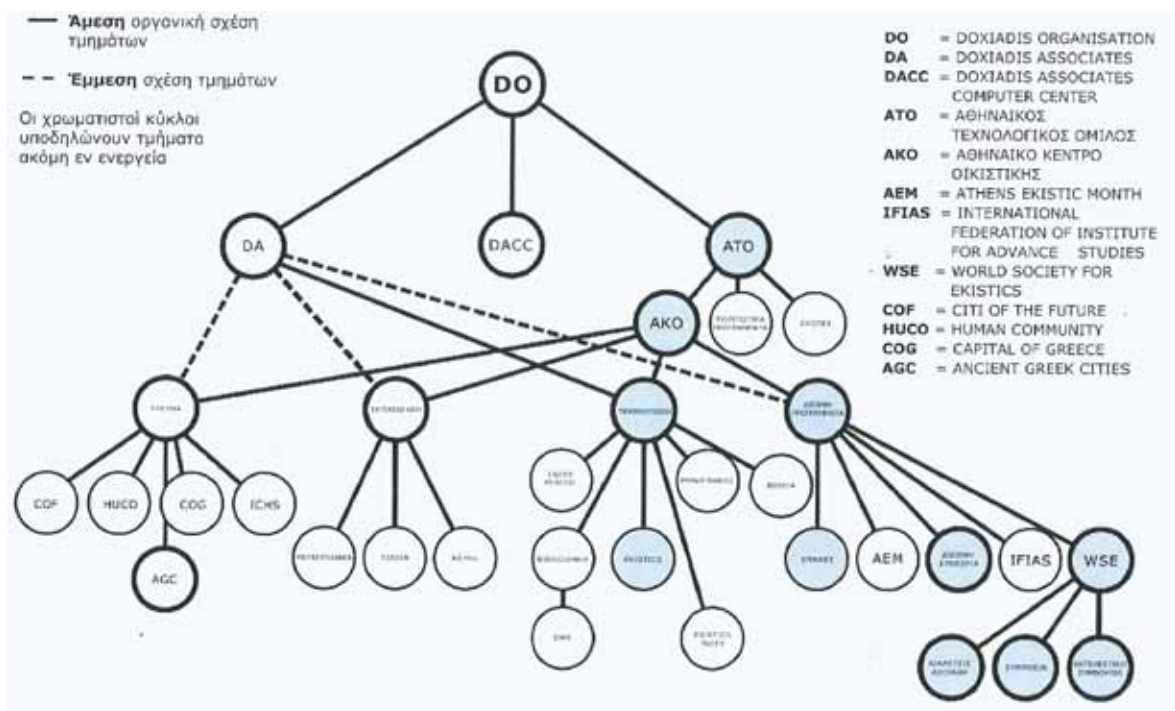 Άμεση οργανική σχέση
τμημάτων
Έμμεση σχέση τμημάτων
Οι χρωματιστοί κύκλοι
υποδηλώνουν τμήματα
ακόμη εν ενεργεία
DO = DOXIADIS ORGANISATION
DA = DOXIADIS ASSOCIATES
DACC = DOXIADIS ASSOCIATES
COMPUTER CENTER
ATO = ΑΘΗΝΑΙΚΟΣ
ΤΕΧΝΟΛΟΓΙΚΟΣ ΟΜΙΛΟΣ
AKO = ΑΘΗΝΑΙΚΟ ΚΕΝΤΡΟ
ΟΙΚΙΣΤΙΚΗΣ
AEM = ATHENS EKISTIC MONTH
IFIAS = INTERNATIONAL
FEDERATION OF INSTITUTE
FOR ADVANCE STUDIES
WSE = WORLD SOCIETY FOR
EKISTICS
COF = CITI OF THE FUTURE
HUCO = HUMAN COMMUNITY
COG = CAPITAL OF GREECE
AGC = ANCIENT GREEK CITIES
DO
DA
DACC
ATO
AKO
COF
HUCO
COG
ICHS
AGC
EKISTICS
AEM
IFIAS
WSE